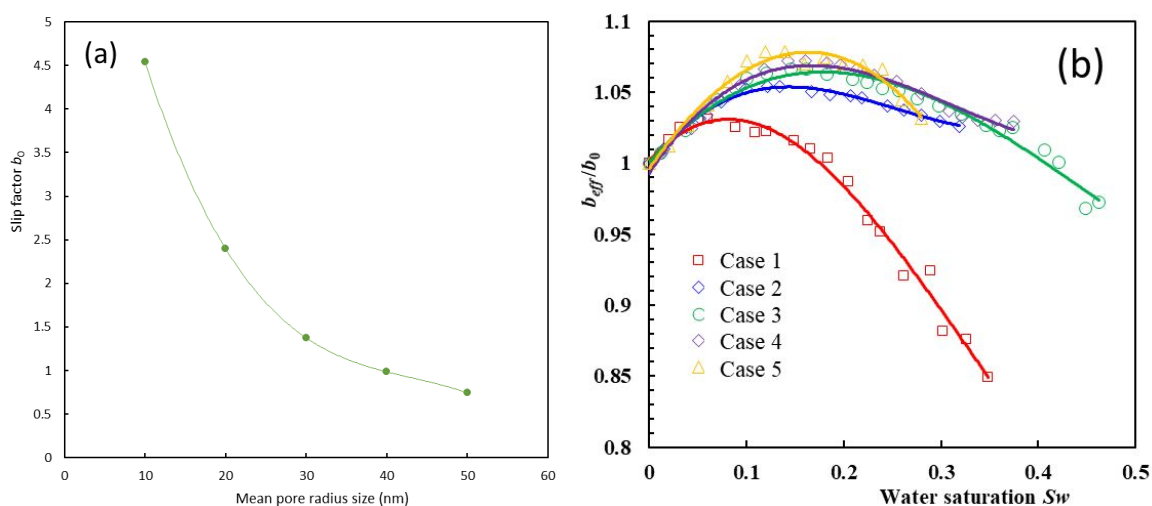 (a)
Slip factor b0
5
4.5
4
3.5
3
2.5
2
1.5
1
0.5
0
0 10 20 30 40 50 60
Mean pore radius size (nm)
(b)
beff/b0
1.1
1.05
1
0.95
0.9
0.85
0.8
Case 1
Case 2
Case 3
Case 4
Case 5
0 0.1 0.2 0.3 0.4 0.5
Water saturation Sw